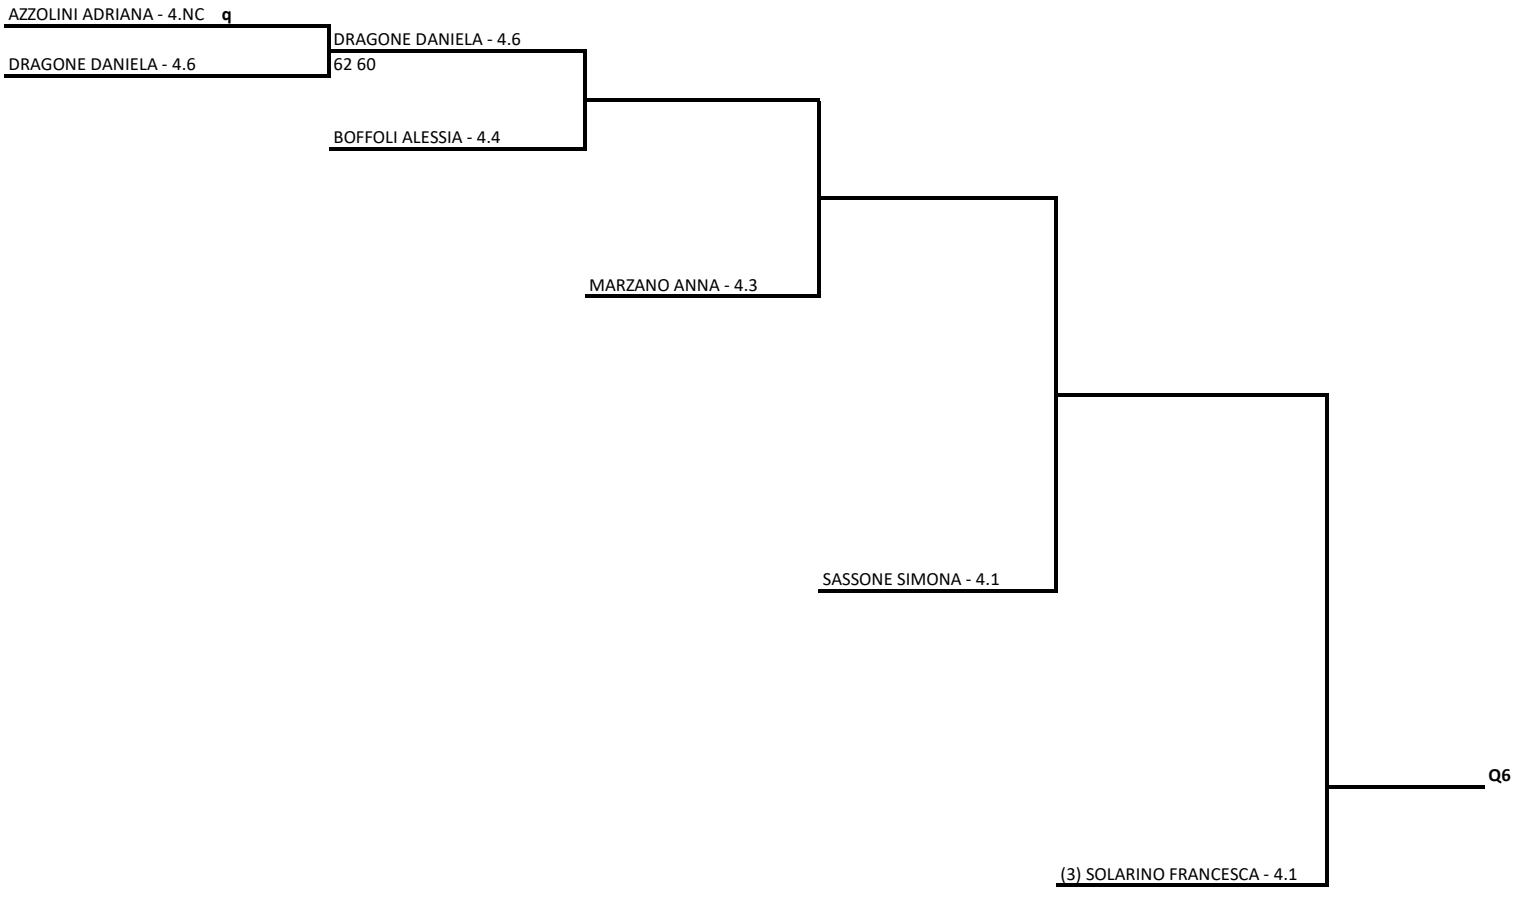 AZZOLINI ADRIANA - 4.NC q
DRAGONE DANIELA - 4.6
DRAGONE DANIELA - 4.6
62 60
BOFFOLI ALESSIA - 4.4
MARZANO ANNA - 4.3
SASSONE SIMONA - 4.1
Q6
(3) SOLARINO FRANCESCA - 4.1